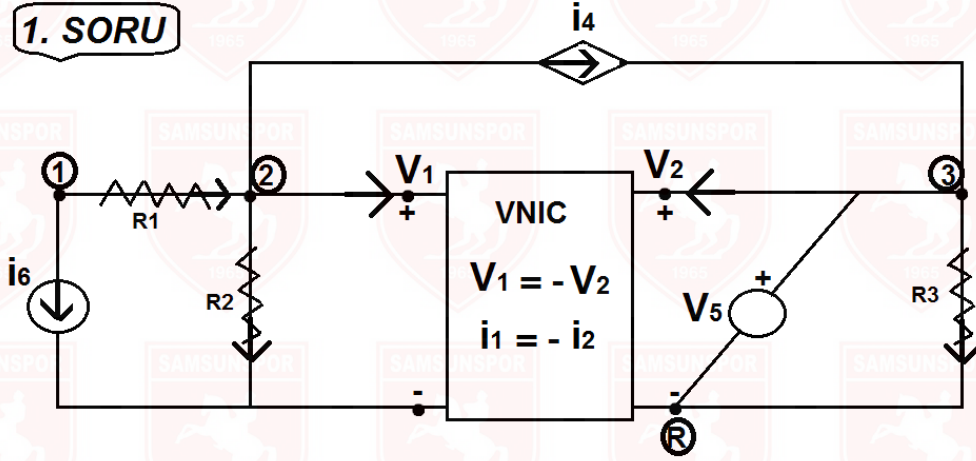 1. SORU
i4
1
2
3
R1
V1
V2
+
+
VNIC
V1 = - V2
i1 = - i2
i6
R2
V5
+
R3
-
-
R
SAMSUNSPOR
1965